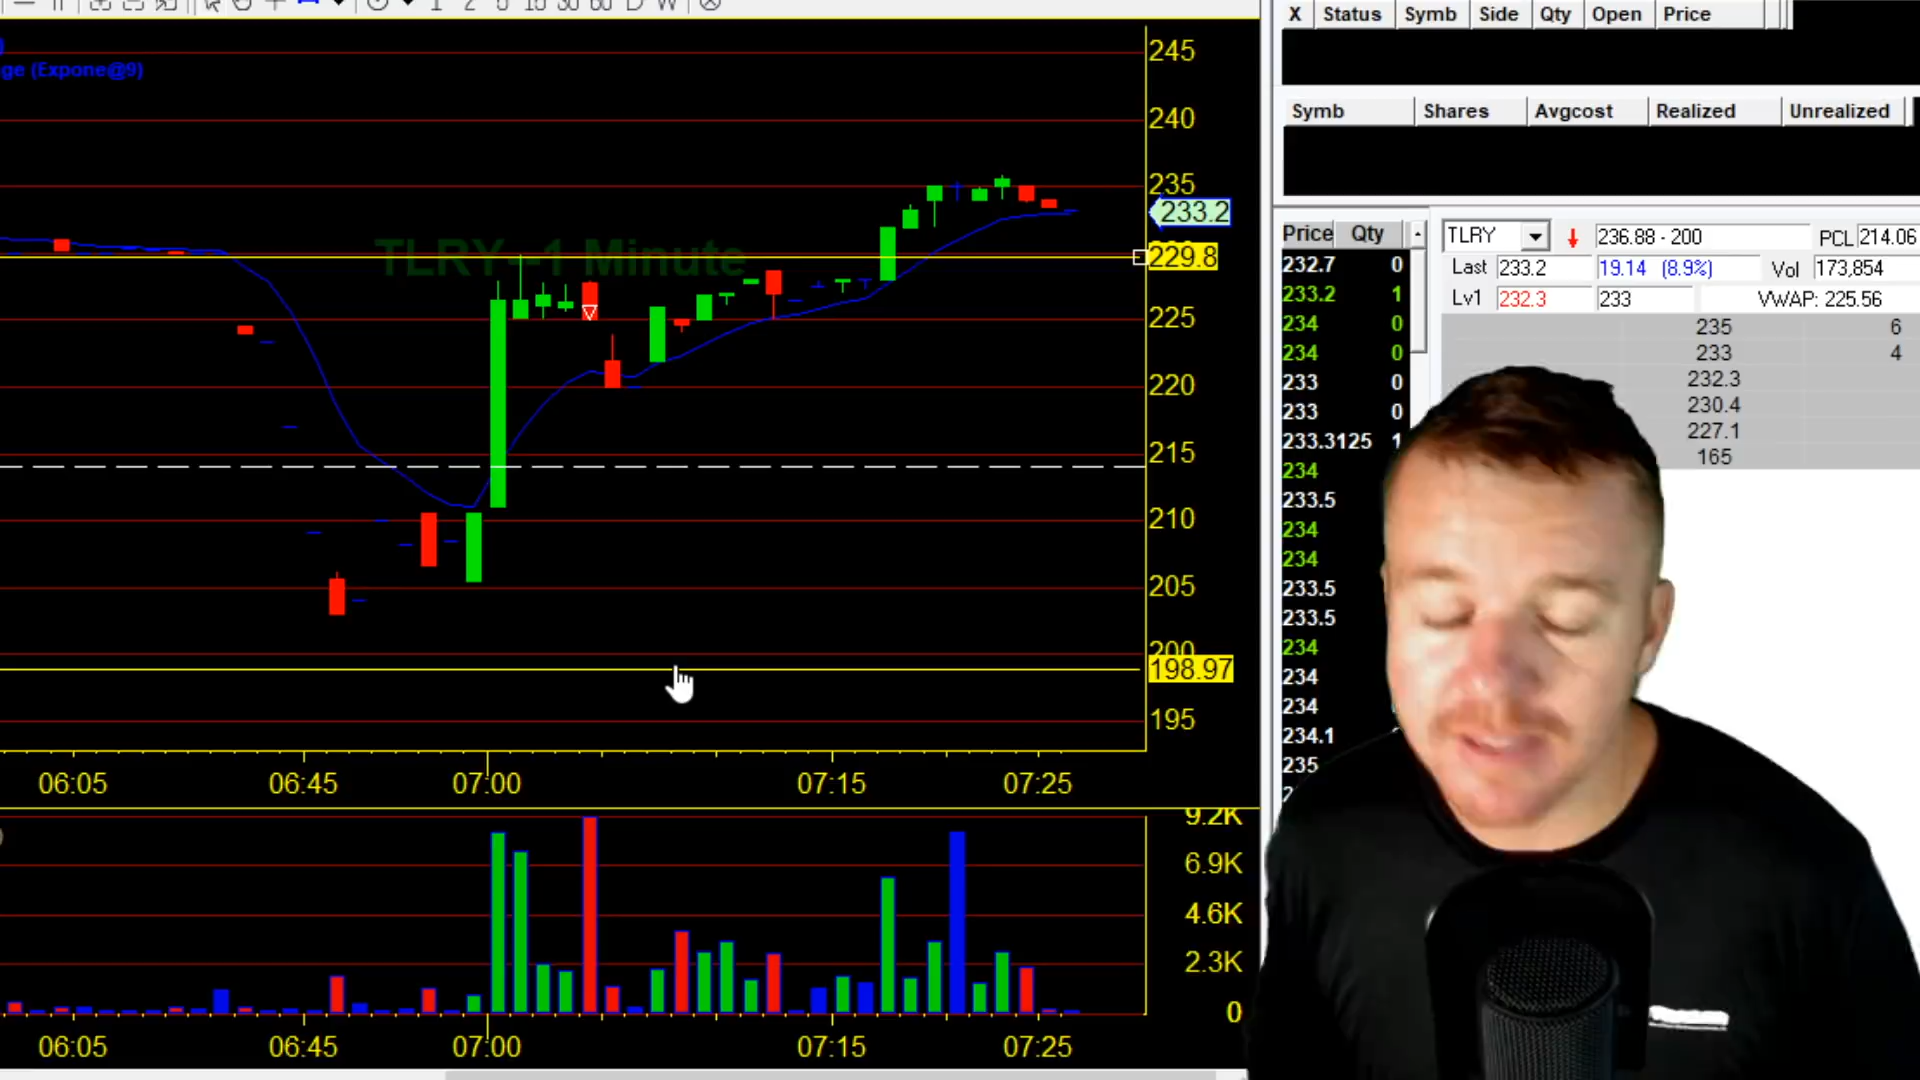 X Status Symb Side Qty Open Price
ge (Expone@9)
Symb Shares Avgcost Realized Unrealized
TLRY--1 Minute
245
240
235
233.2
229.8
225
220
215
210
205
200
198.97
195
06:05 06:45 07:00 07:15 07:25
9.2K
6.9K
4.6K
2.3K
0
06:05 06:45 07:00 07:15 07:25
Price Qty
232.7 0
233.2 1
234 0
234 0
233 0
233 0
233.3125 1
234
233.5
234
234
233.5
233.5
234
234
234
234.1
235
TLRY 236.88 - 200 PCL 214.06
Last 233.2 19.14 (8.9%) Vol 173,854
Lv1 232.3 233 VWAP: 225.56
235 6
233 4
232.3
230.4
227.1
165